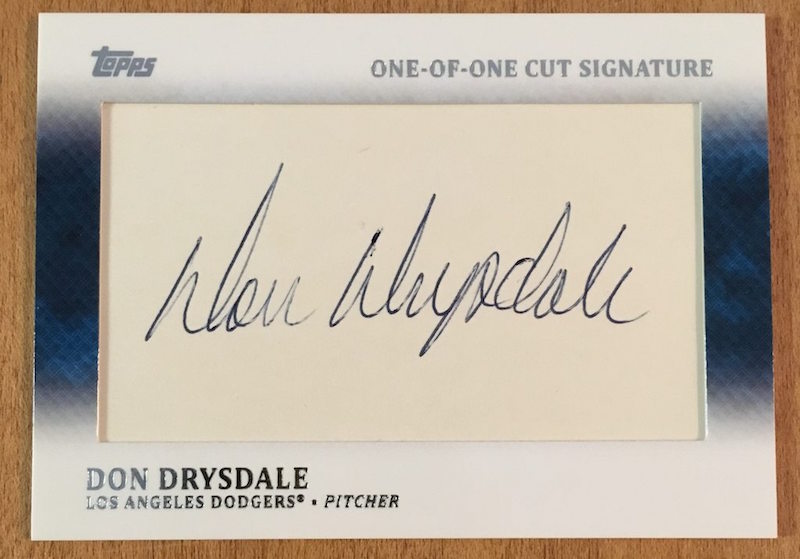 Topps
ONE-OF-ONE CUT SIGNATURE
Don Drysdale
DON DRYSDALE
LOS ANGELES DODGERS® • PITCHER